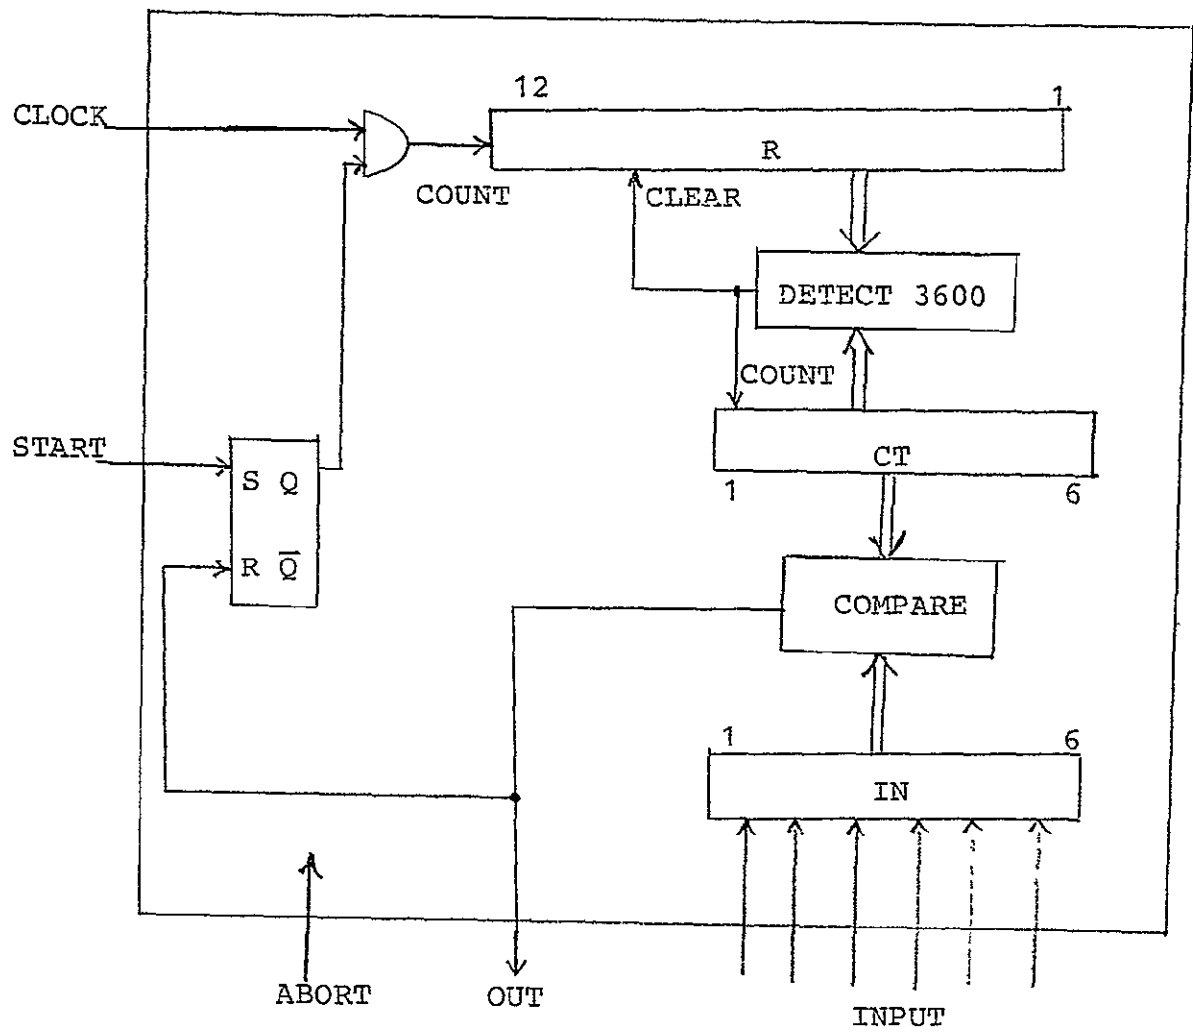 12
1
CLOCK
R
COUNT
CLEAR
DETECT 3600
COUNT
START
CT
S Q
1
6
R Q̅
COMPARE
1
6
IN
ABORT
OUT
INPUT